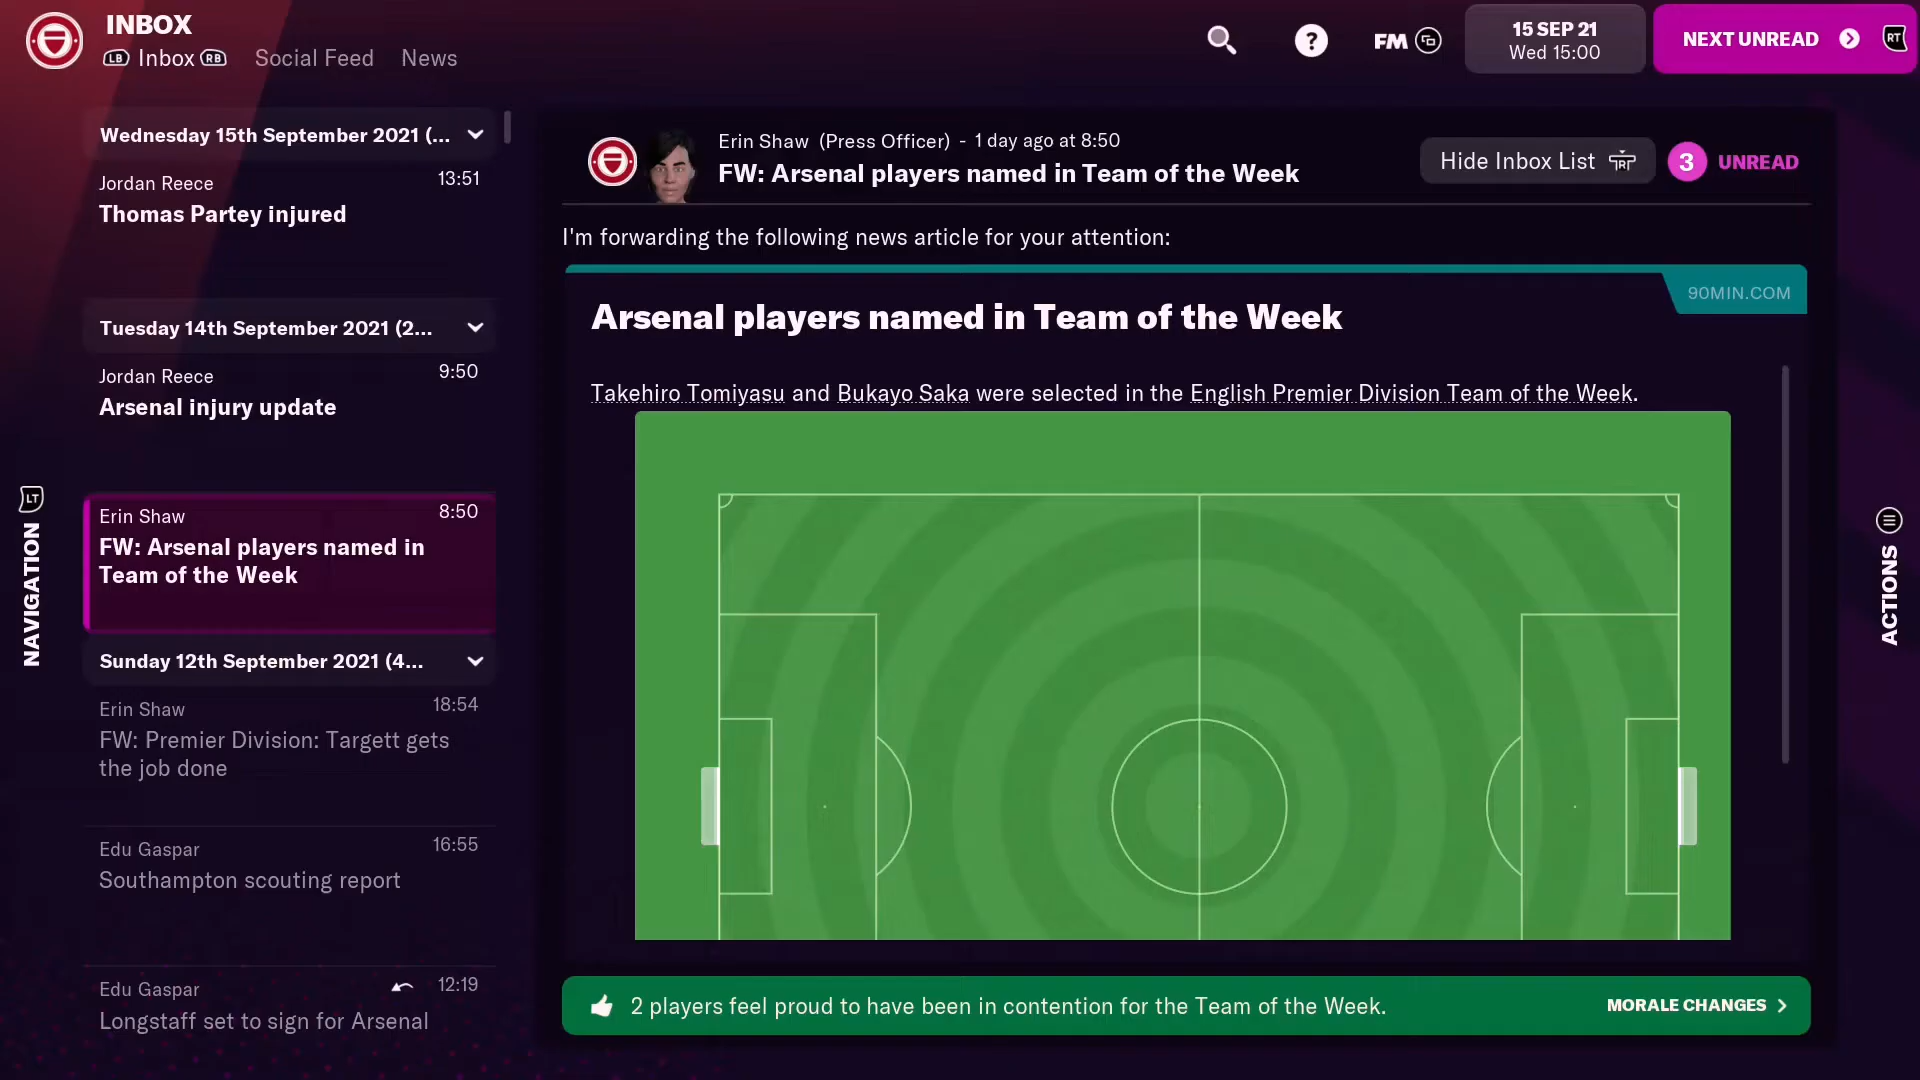 INBOX
LB Inbox RB Social Feed News
FM
15 SEP 21
Wed 15:00
NEXT UNREAD RT
Wednesday 15th September 2021 (...
Jordan Reece 13:51
Thomas Partey injured
Tuesday 14th September 2021 (2...
Jordan Reece 9:50
Arsenal injury update
Erin Shaw 8:50
FW: Arsenal players named in
Team of the Week
Sunday 12th September 2021 (4...
Erin Shaw 18:54
FW: Premier Division: Targett gets
the job done
Edu Gaspar 16:55
Southampton scouting report
Edu Gaspar 12:19
Longstaff set to sign for Arsenal
LT
NAVIGATION
Erin Shaw (Press Officer) - 1 day ago at 8:50
FW: Arsenal players named in Team of the Week
Hide Inbox List R
3 UNREAD
I'm forwarding the following news article for your attention:
90MIN.COM
Arsenal players named in Team of the Week
Takehiro Tomiyasu and Bukayo Saka were selected in the English Premier Division Team of the Week.
2 players feel proud to have been in contention for the Team of the Week.
MORALE CHANGES
ACTIONS